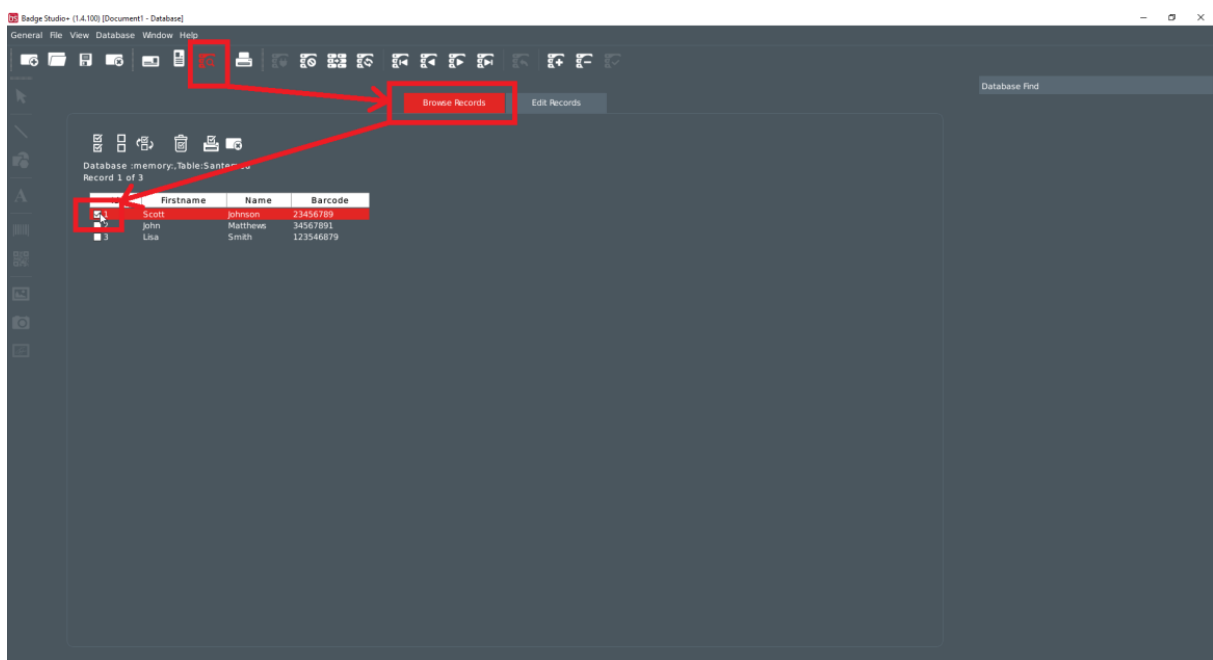 Badge Studio+ (1.4.100) [Document1 - Database]
General File View Database Window Help
Database Find
Browse Records Edit Records
Database :memory:,Table:
Record 1 of 3
Firstname Name Barcode
1 Scott Johnson 23456789
2 John Matthews 34567891
3 Lisa Smith 123546879